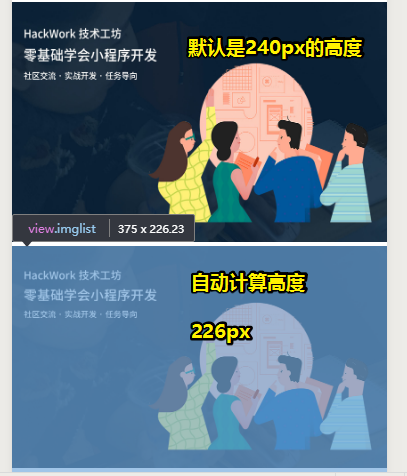 HackWork 技术工坊
零基础学会小程序开发
社区交流 · 实战开发 · 任务导向
默认是240px的高度
view.imglist 375 x 226.23
HackWork 技术工坊
零基础学会小程序开发
社区交流 · 实战开发 · 任务导向
自动计算高度
226px